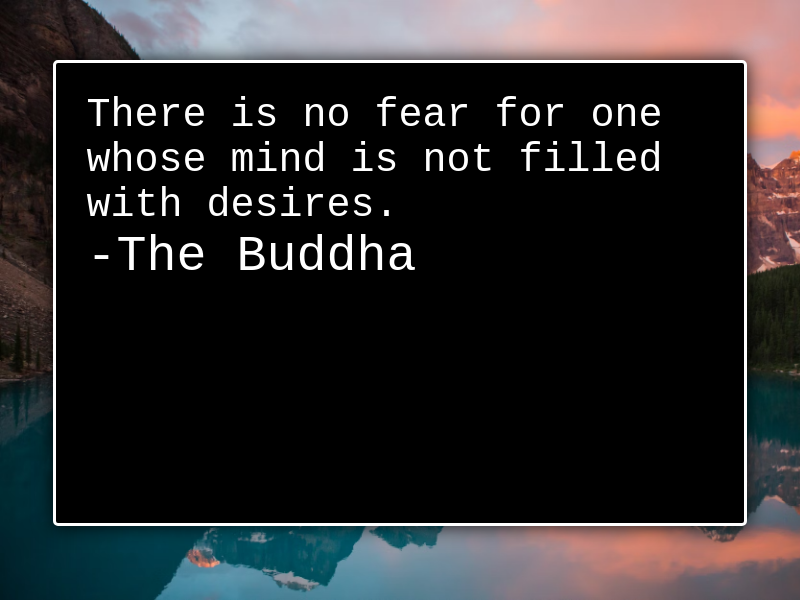 There is no fear for one
whose mind is not filled
with desires.
-The Buddha